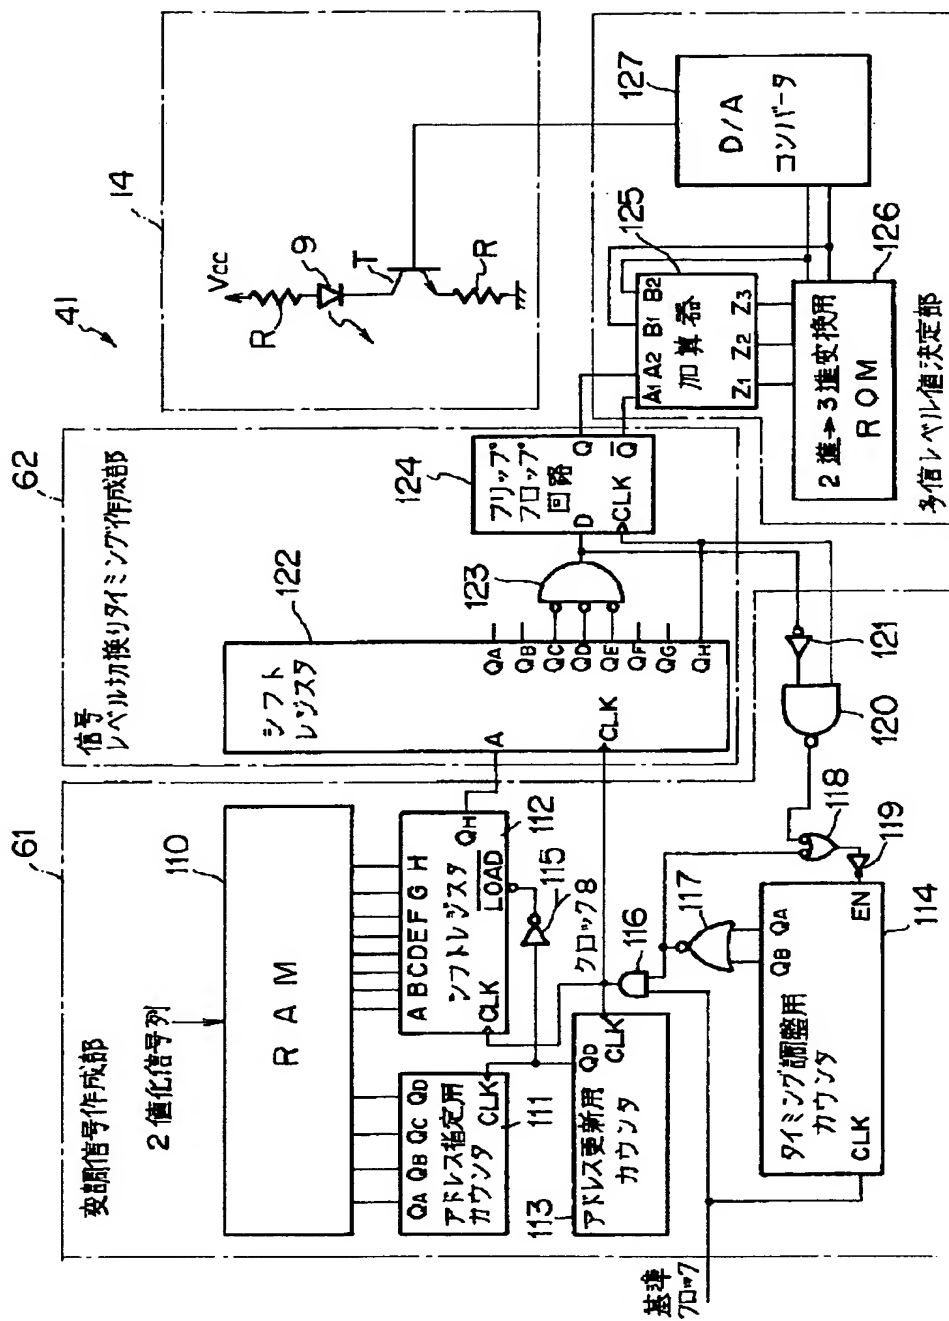 41
61
変調信号作成部
2値化信号列
110
RAM
QA QB QC QD
アドレス指定用
カウンタ
CLK
111
A B C D E F G H
シフトレジスタ
QH
CLK
LOAD
112
115
113
アドレス更新用
カウンタ
QD
CLK
クロック8
116
117
118
119
QB QA
タイミング調整用
カウンタ
CLK
EN
114
120
121
基準
クロック
62
信号
レベル切換りタイミング作成部
122
シフト
レジスタ
A
CLK
QA
QB
QC
QD
QE
QF
QG
QH
123
124
フリップ
フロップ
回路
D
CLK
Q
Q̅
14
Vcc
R
9
T
R
125
A1 A2 B1 B2
加算器
Z1 Z2 Z3
126
2進→3進変換用
ROM
127
D/A
コンバータ
多信レベル値決定部